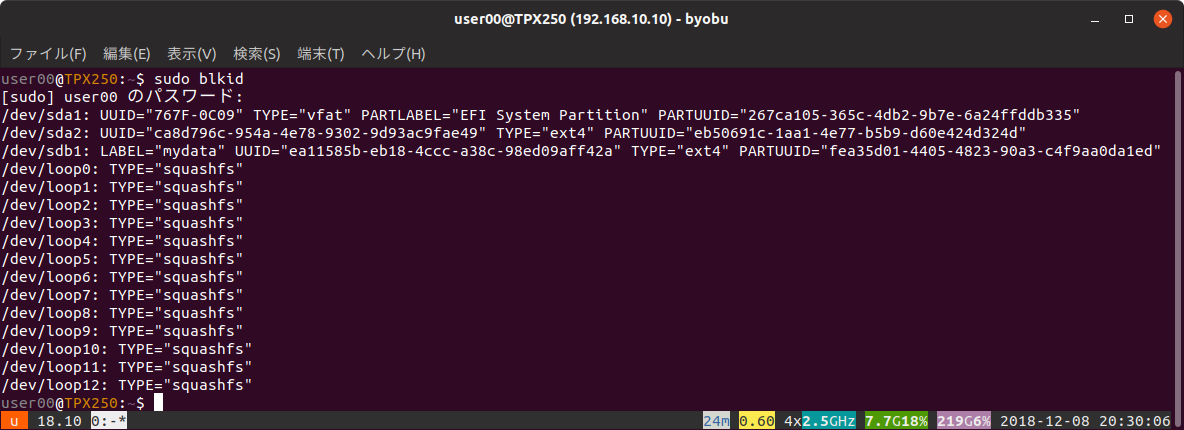 user00@TPX250 (192.168.10.10) - byobu
ファイル(F) 編集(E) 表示(V) 検索(S) 端末(T) ヘルプ(H)
user00@TPX250:~$ sudo blkid
[sudo] user00 のパスワード:
/dev/sda1: UUID="767F-0C09" TYPE="vfat" PARTLABEL="EFI System Partition" PARTUUID="267ca105-365c-4db2-9b7e-6a24ffddb335"
/dev/sda2: UUID="ca8d796c-954a-4e78-9302-9d93ac9fae49" TYPE="ext4" PARTUUID="eb50691c-1aa1-4e77-b5b9-d60e424d324d"
/dev/sdb1: LABEL="mydata" UUID="ea11585b-eb18-4ccc-a38c-98ed09aff42a" TYPE="ext4" PARTUUID="fea35d01-4405-4823-90a3-c4f9aa0da1ed"
/dev/loop0: TYPE="squashfs"
/dev/loop1: TYPE="squashfs"
/dev/loop2: TYPE="squashfs"
/dev/loop3: TYPE="squashfs"
/dev/loop4: TYPE="squashfs"
/dev/loop5: TYPE="squashfs"
/dev/loop6: TYPE="squashfs"
/dev/loop7: TYPE="squashfs"
/dev/loop8: TYPE="squashfs"
/dev/loop9: TYPE="squashfs"
/dev/loop10: TYPE="squashfs"
/dev/loop11: TYPE="squashfs"
/dev/loop12: TYPE="squashfs"
user00@TPX250:~$
u 18.10 0:-* 24m 0.60 4x2.5GHz 7.7G18% 219G6% 2018-12-08 20:30:06